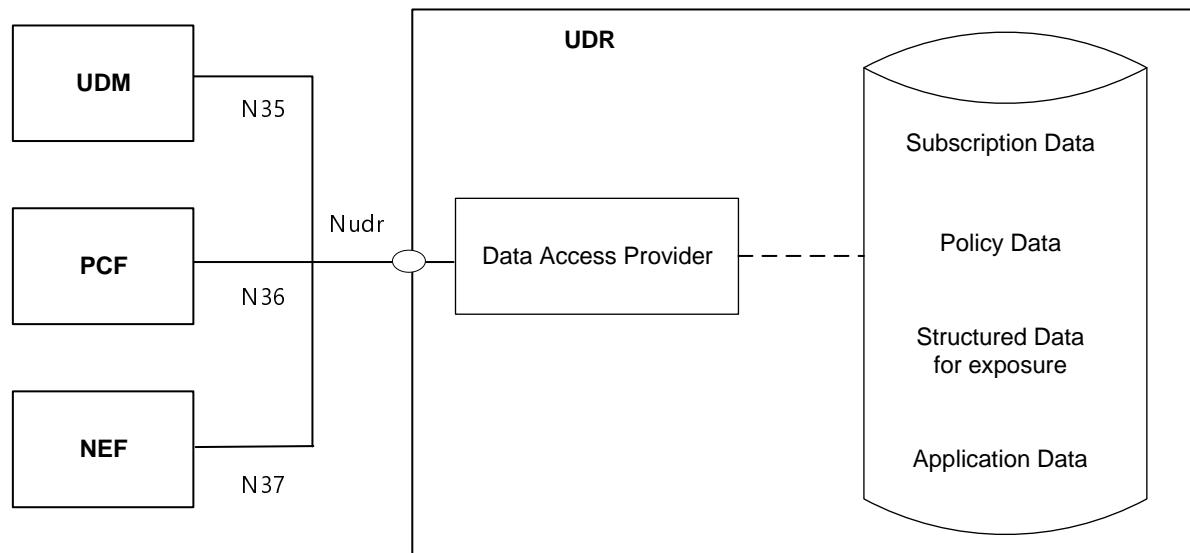 UDR
UDM
N35
Subscription Data
Nudr
Policy Data
PCF
Data Access Provider
N36
Structured Data
for exposure
NEF
Application Data
N37